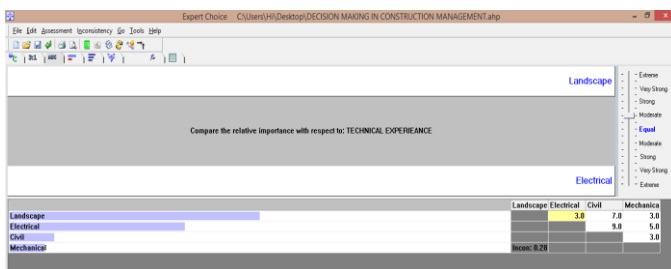 Expert Choice C:\Users\Hi\Desktop\DECISION MAKING IN CONSTRUCTION MANAGEMENT.ahp
File Edit Assessment Inconsistency Go Tools Help
3:1 ABC
Landscape
Compare the relative importance with respect to: TECHNICAL EXPERIEANCE
Electrical
Extreme
Very Strong
Strong
Moderate
Equal
Moderate
Strong
Very Strong
Extreme
Landscape Electrical Civil Mechanica
Landscape 3.0 7.0 3.0
Electrical 9.0 5.0
Civil 3.0
Mechanical Incon: 0.28